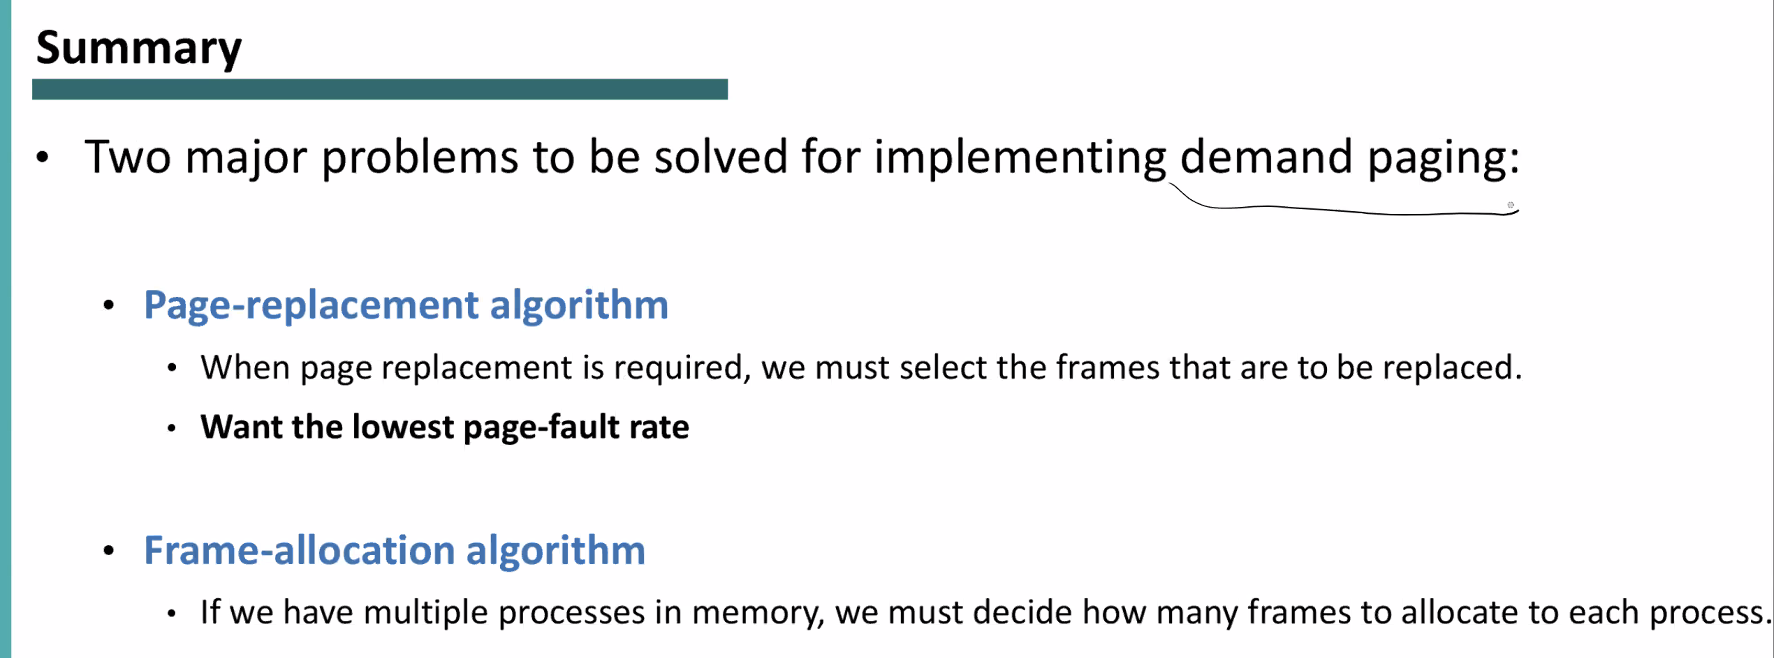 Summary
• Two major problems to be solved for implementing demand paging:
• Page-replacement algorithm
• When page replacement is required, we must select the frames that are to be replaced.
• Want the lowest page-fault rate
• Frame-allocation algorithm
• If we have multiple processes in memory, we must decide how many frames to allocate to each process.